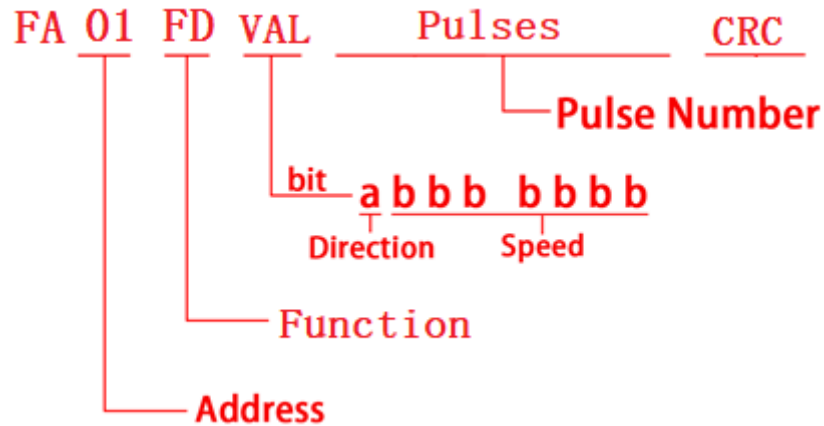 FA 01 FD VAL Pulses CRC
Pulse Number
bit a b b b b b b b
Direction Speed
Function
Address